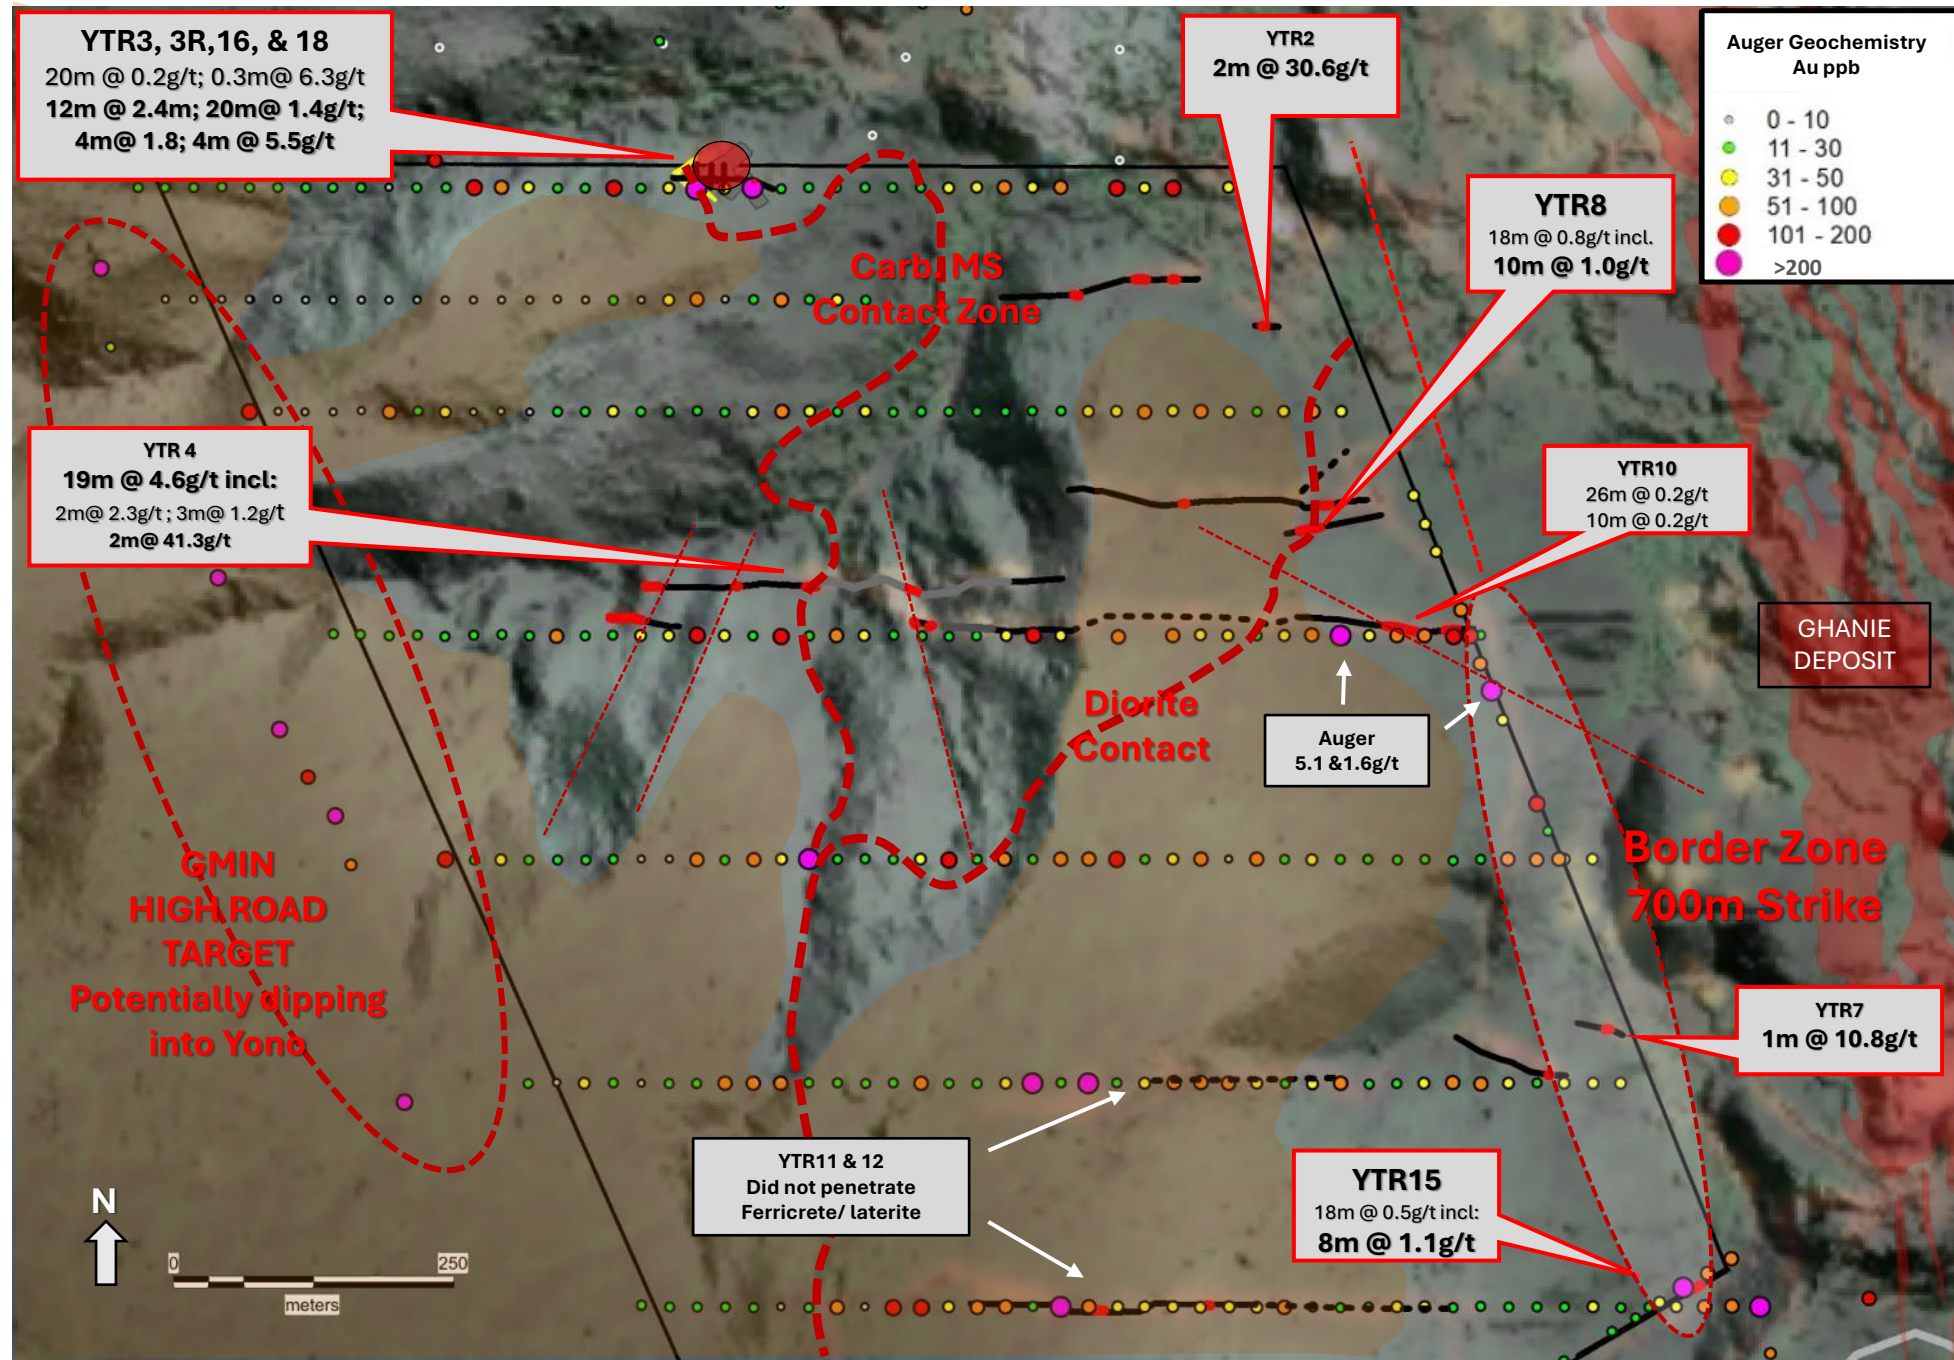 YTR3, 3R,16, & 18
20m @ 0.2g/t; 0.3m@ 6.3g/t
12m @ 2.4m; 20m@ 1.4g/t;
4m@ 1.8; 4m @ 5.5g/t
YTR2
2m @ 30.6g/t
Auger Geochemistry
Au ppb
0 - 10
11 - 30
31 - 50
51 - 100
101 - 200
>200
YTR8
18m @ 0.8g/t incl.
10m @ 1.0g/t
Carb. MS
Contact Zone
YTR 4
19m @ 4.6g/t incl:
2m@ 2.3g/t ; 3m@ 1.2g/t
2m@ 41.3g/t
YTR10
26m @ 0.2g/t
10m @ 0.2g/t
GHANIE
DEPOSIT
Diorite
Contact
Auger
5.1 &1.6g/t
Border Zone
700m Strike
GMIN
HIGH ROAD
TARGET
Potentially dipping
into Yono
YTR7
1m @ 10.8g/t
YTR11 & 12
Did not penetrate
Ferricrete/ laterite
YTR15
18m @ 0.5g/t incl:
8m @ 1.1g/t
N
0 250
meters